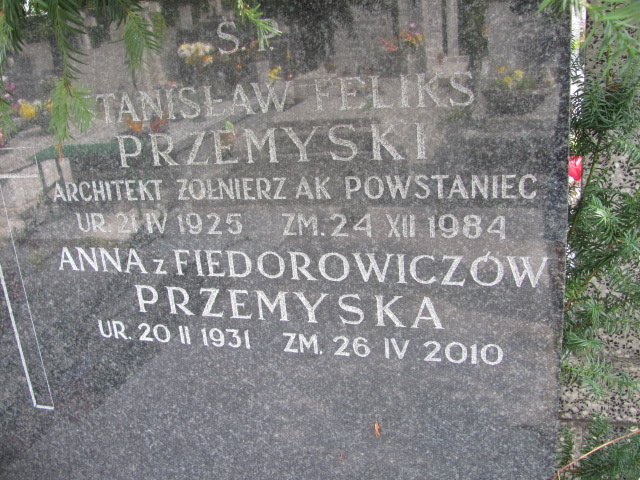 Ś.P.
STANISŁAW FELIKS
PRZEMYSKI
ARCHITEKT ŻOŁNIERZ AK POWSTANIEC
UR. 21 IV 1925 ZM. 24 XII 1984
ANNA z FIEDOROWICZÓW
PRZEMYSKA
UR. 20 II 1931 ZM. 26 IV 2010